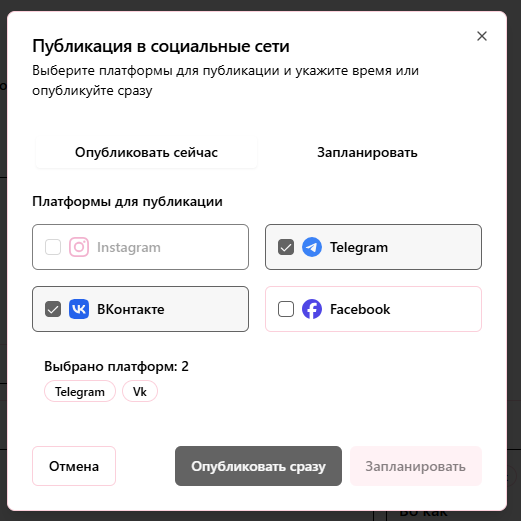 Публикация в социальные сети
Выберите платформы для публикации и укажите время или
опубликуйте сразу
Опубликовать сейчас
Запланировать
Платформы для публикации
Instagram
Telegram
ВКонтакте
Facebook
Выбрано платформ: 2
Telegram
Vk
Отмена
Опубликовать сразу
Запланировать